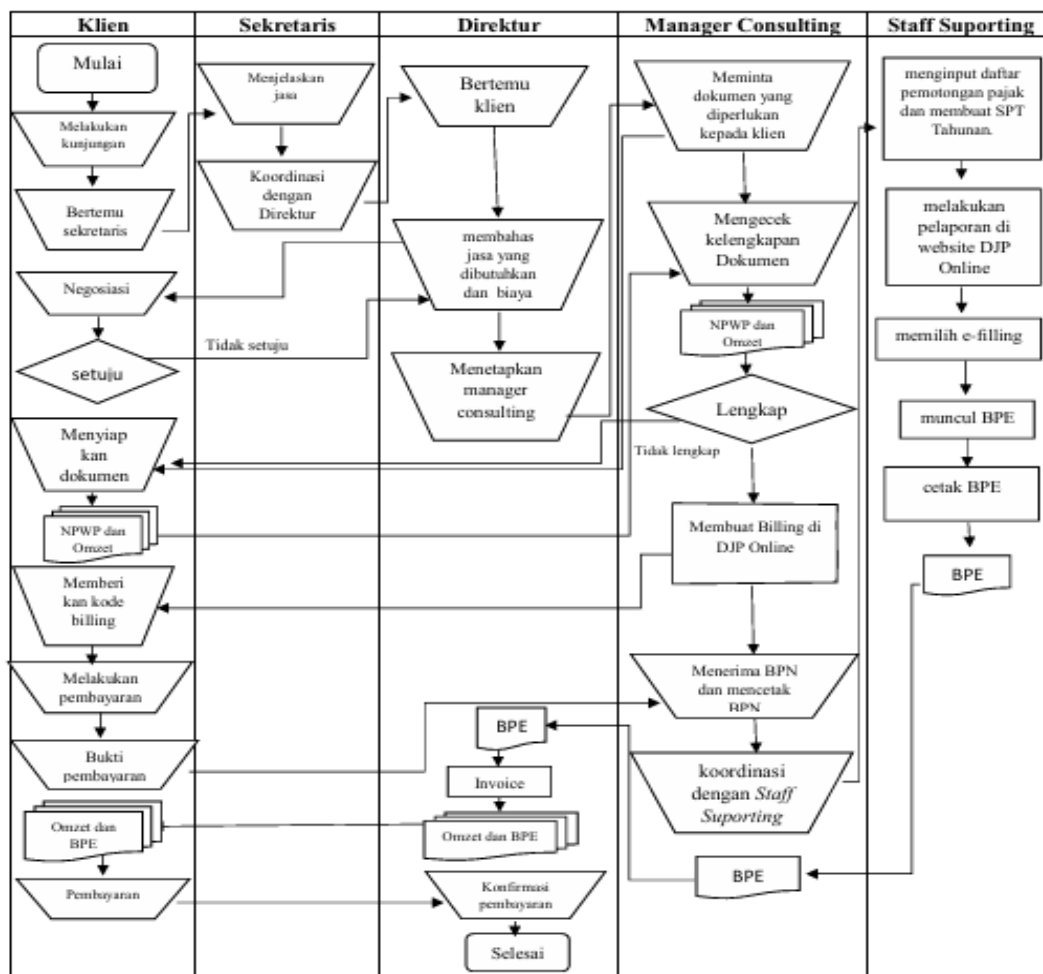 Klien
Sekretaris
Direktur
Manager Consulting
Staff Suporting
Mulai
Melakukan
kunjungan
Bertemu
sekretaris
Negosiasi
setuju
Tidak setuju
Menyiap
kan
dokumen
NPWP dan
Omzet
Memberi
kan kode
billing
Melakukan
pembayaran
Bukti
pembayaran
Omzet dan
BPE
Pembayaran
Menjelaskan
jasa
Koordinasi
dengan
Direktur
Bertemu
klien
membahas
jasa yang
dibutuhkan
dan biaya
Menetapkan
manager
consulting
BPE
Invoice
Omzet dan BPE
Konfirmasi
pembayaran
Selesai
Meminta
dokumen yang
diperlukan
kepada klien
Mengecek
kelengkapan
Dokumen
NPWP dan
Omzet
Lengkap
Tidak lengkap
Membuat Billing di
DJP Online
Menerima BPN
dan mencetak
BPN
koordinasi
dengan Staff
Suporting
BPE
menginput daftar
pemotongan pajak
dan membuat SPT
Tahunan.
melakukan
pelaporan di
website DJP
Online
memilih e-filling
muncul BPE
cetak BPE
BPE